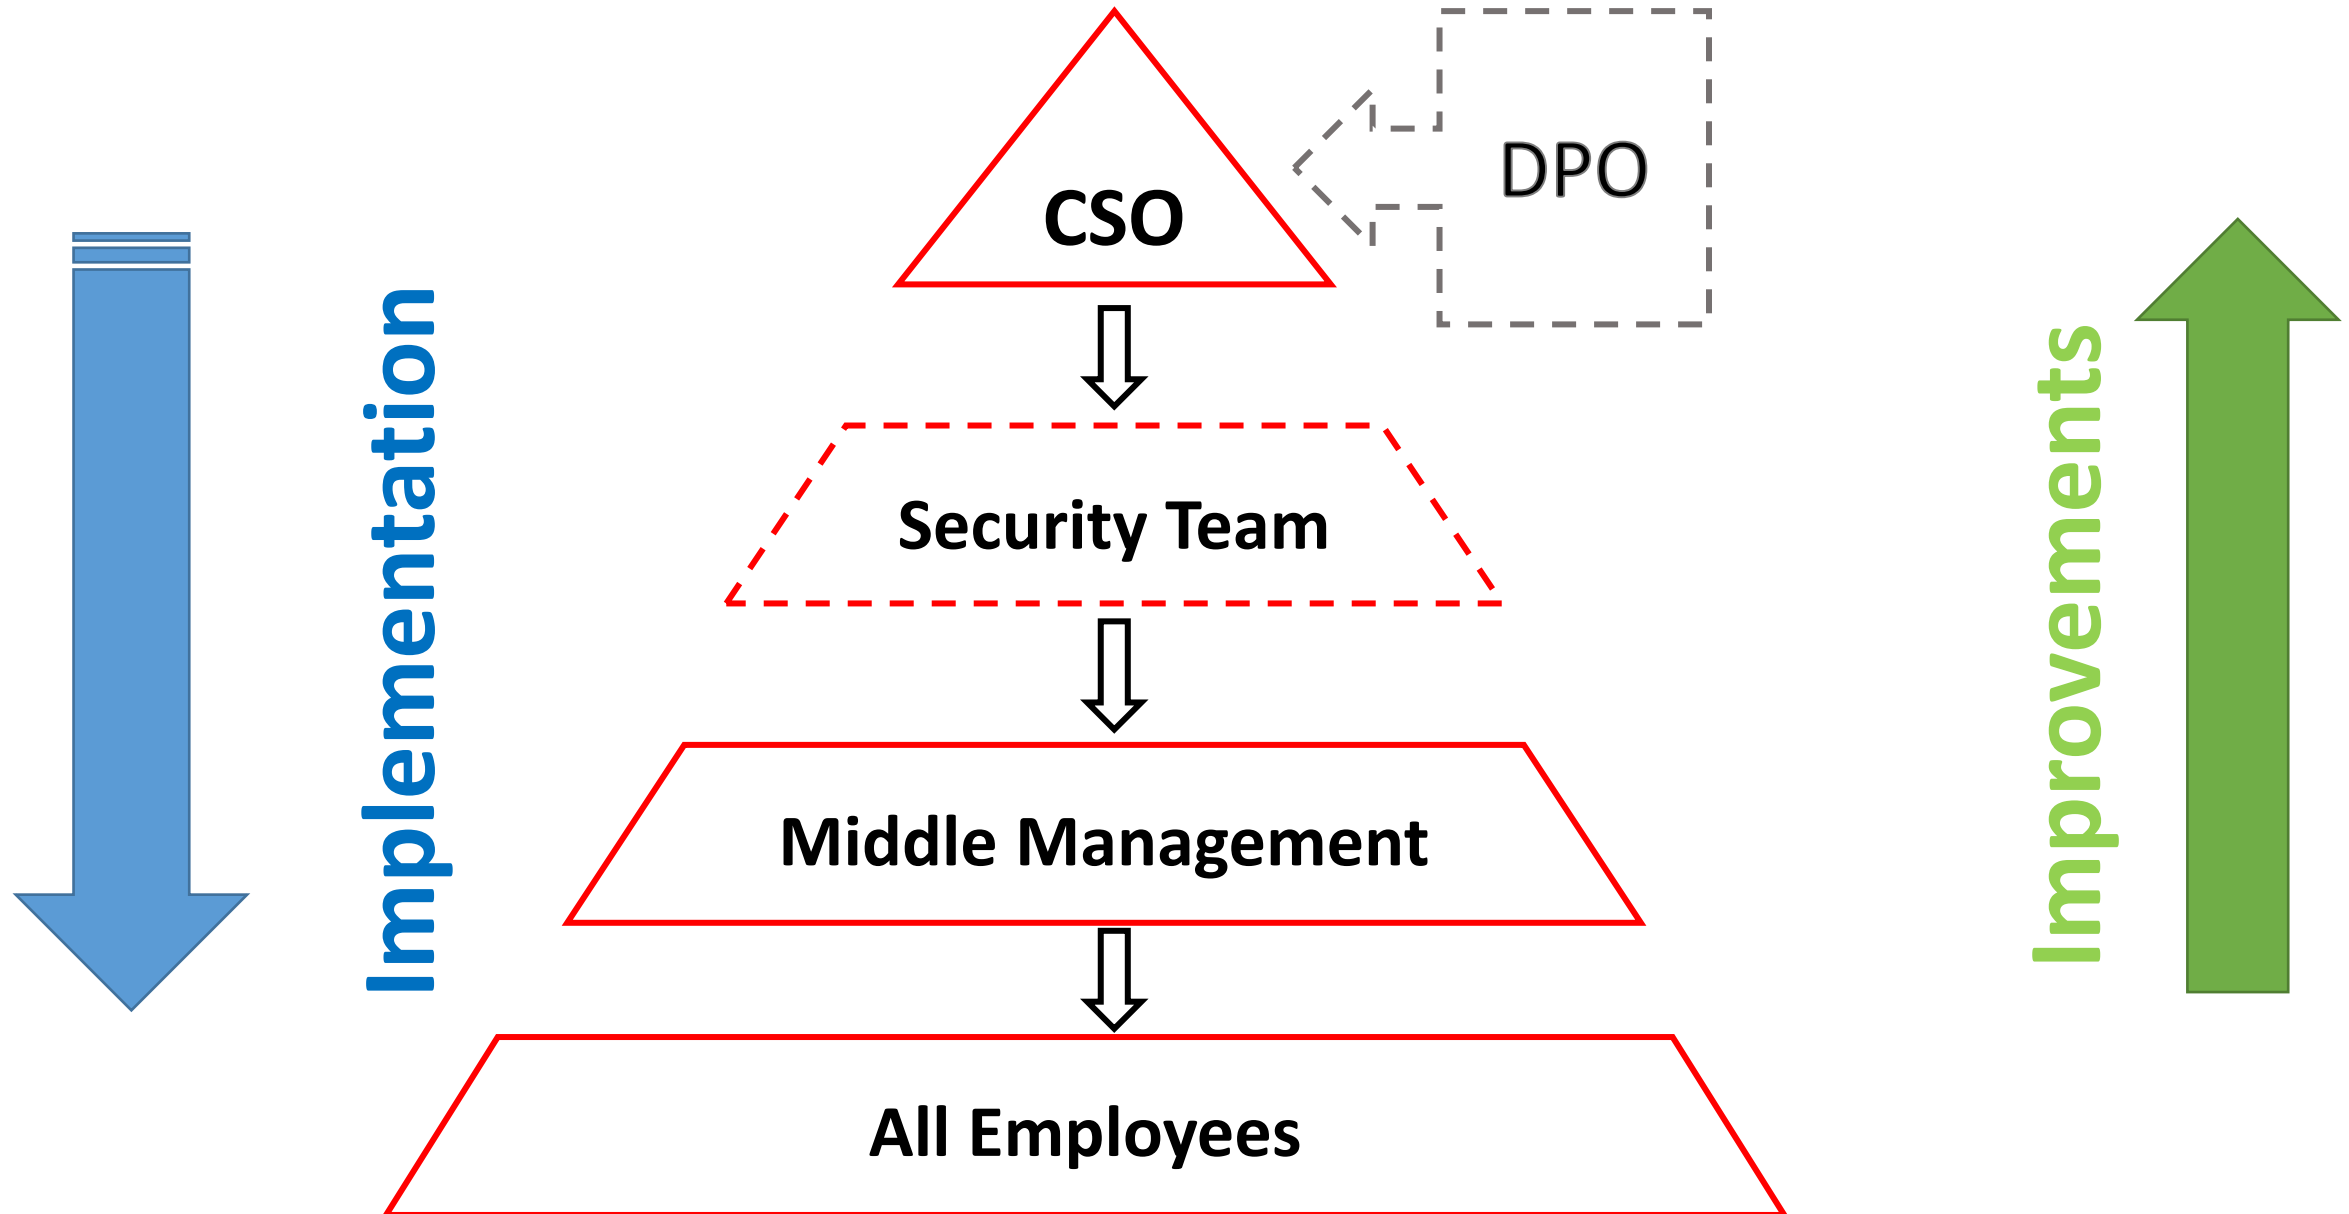 DPO
CSO
Implementation
Improvements
Security Team
Middle Management
All Employees